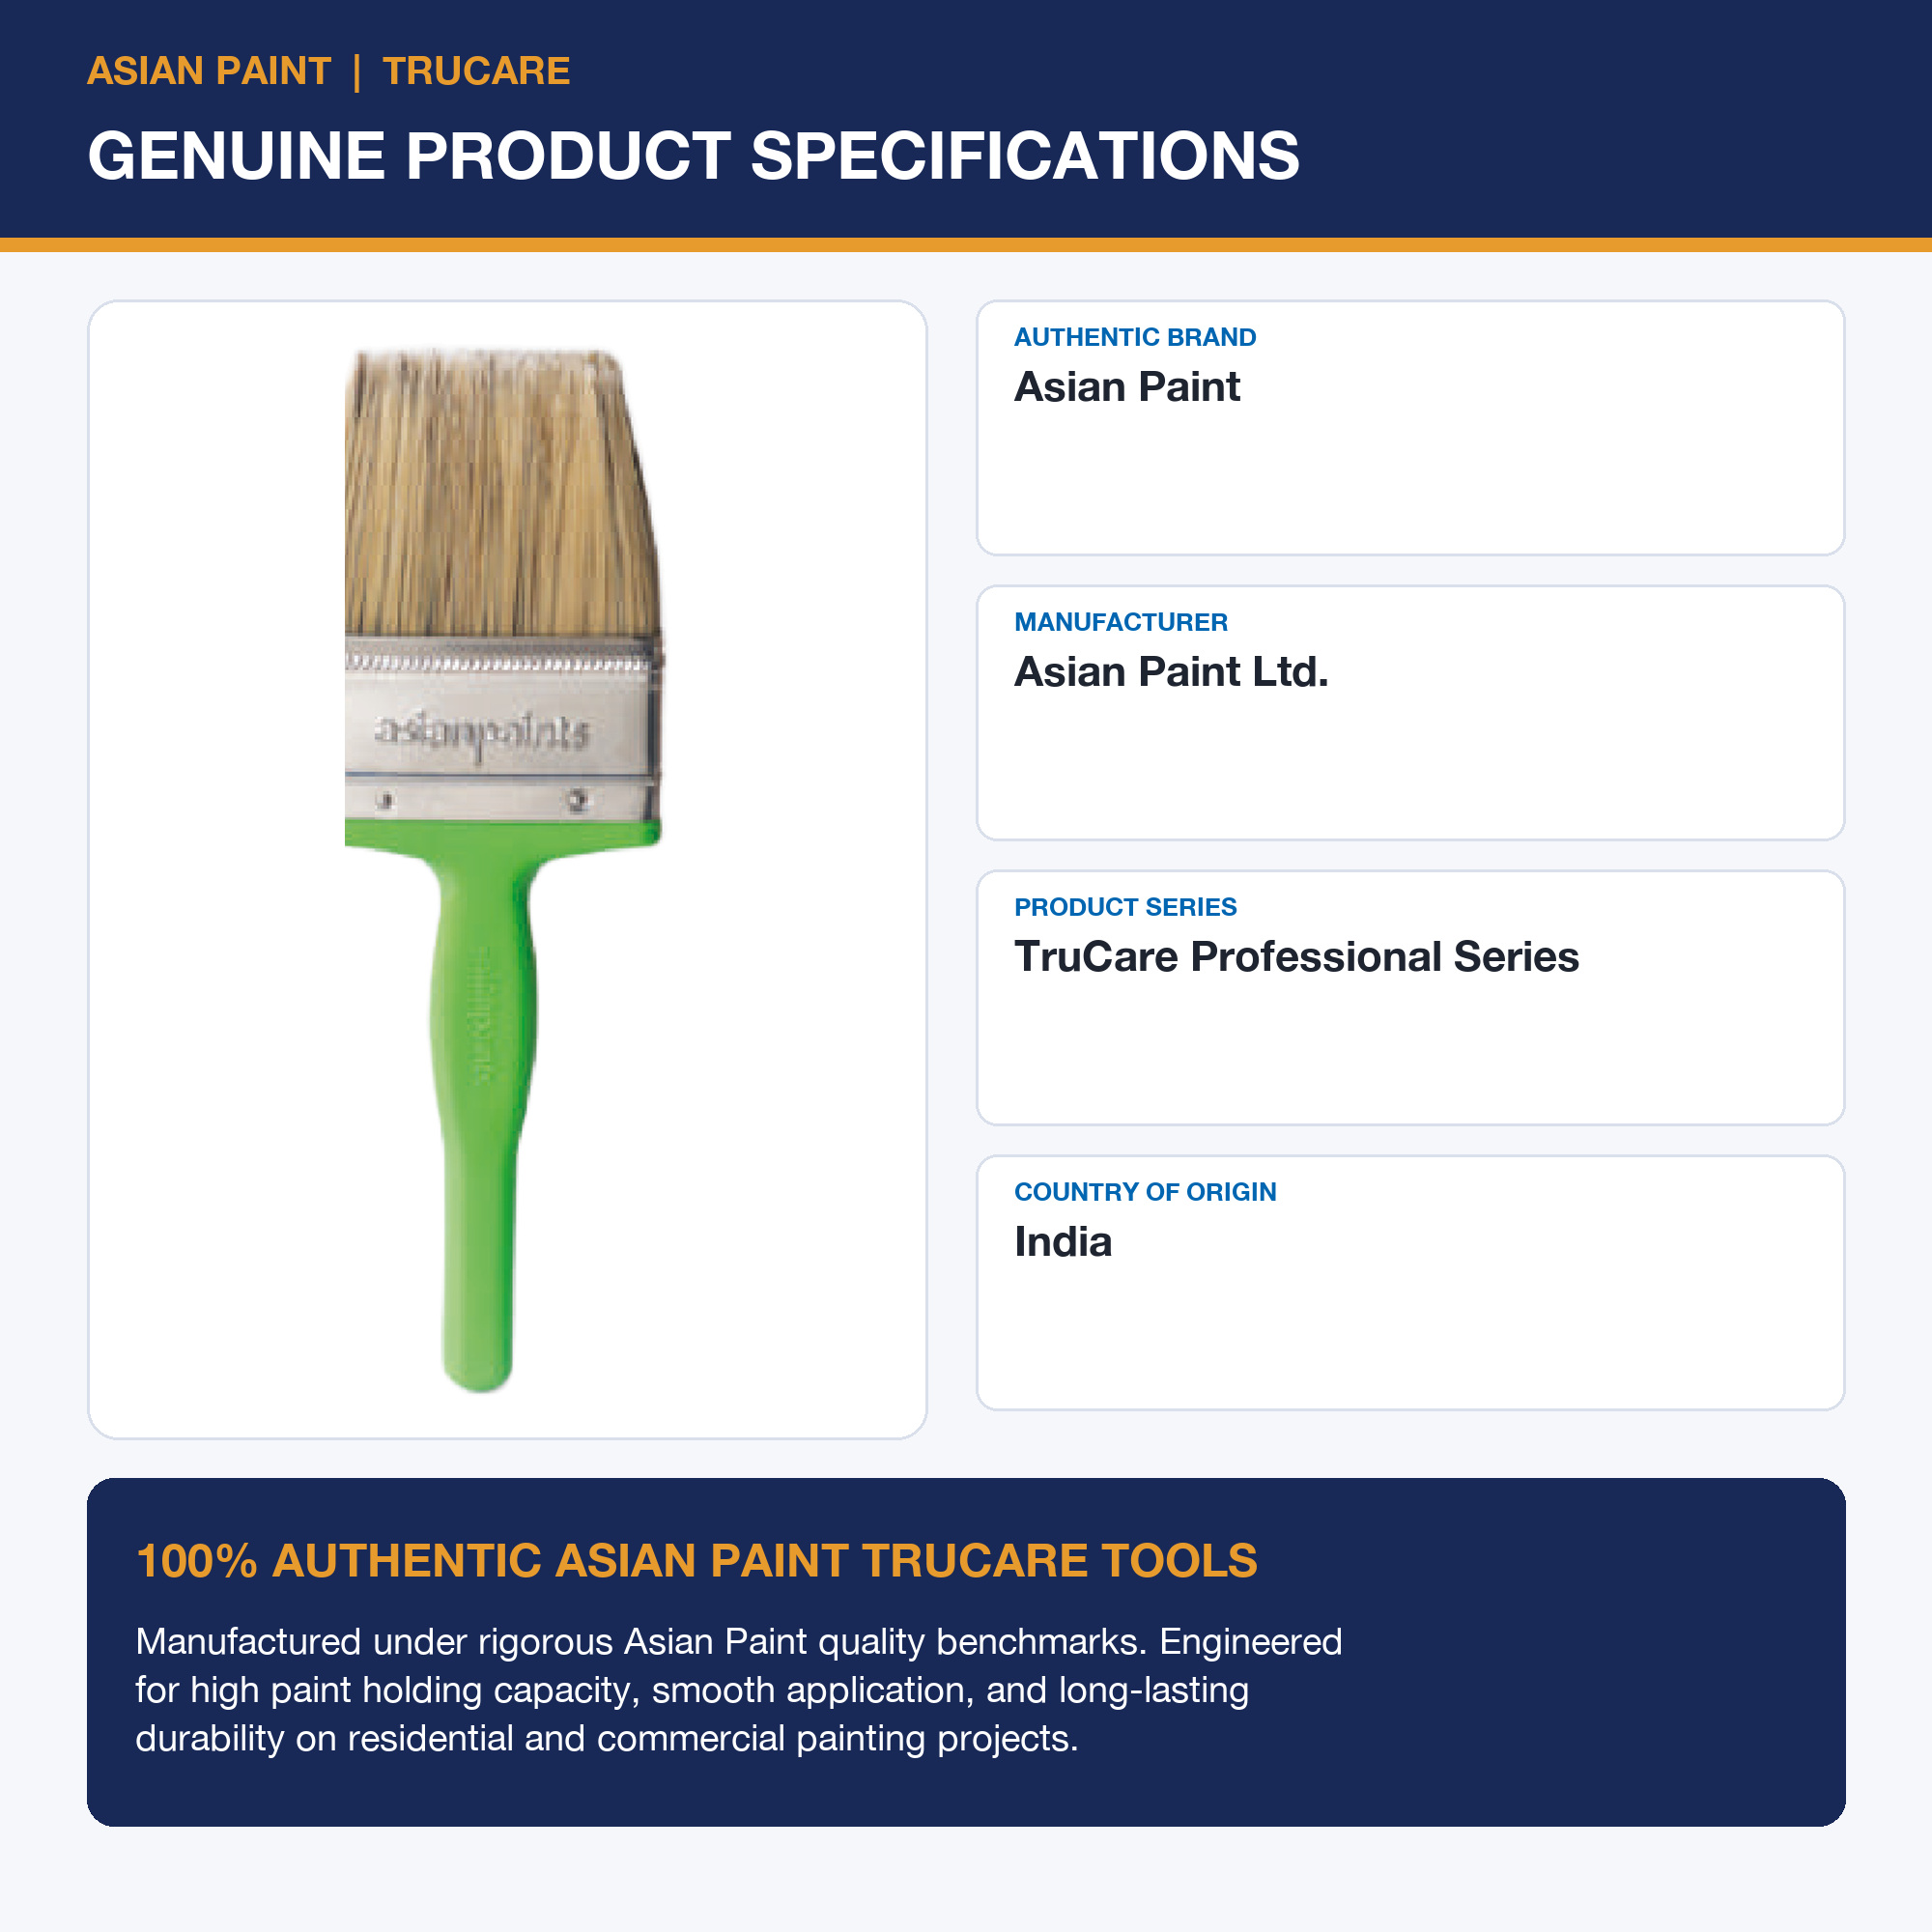 ASIAN PAINT | TRUCARE
GENUINE PRODUCT SPECIFICATIONS
asianpaints
AUTHENTIC BRAND
Asian Paint
MANUFACTURER
Asian Paint Ltd.
PRODUCT SERIES
TruCare Professional Series
COUNTRY OF ORIGIN
India
100% AUTHENTIC ASIAN PAINT TRUCARE TOOLS
Manufactured under rigorous Asian Paint quality benchmarks. Engineered
for high paint holding capacity, smooth application, and long-lasting
durability on residential and commercial painting projects.